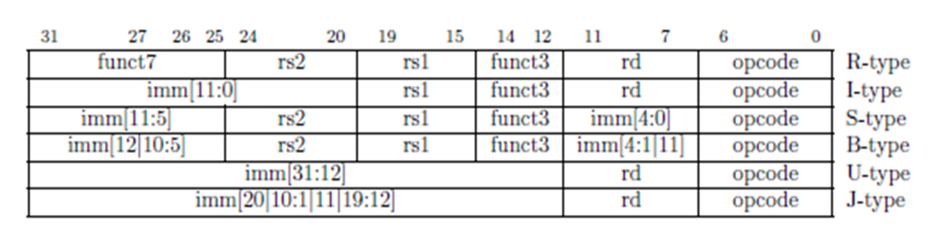 31 27 26 25 24 20 19 15 14 12 11 7 6 0
funct7 rs2 rs1 funct3 rd opcode R-type
imm[11:0] rs1 funct3 rd opcode I-type
imm[11:5] rs2 rs1 funct3 imm[4:0] opcode S-type
imm[12|10:5] rs2 rs1 funct3 imm[4:1|11] opcode B-type
imm[31:12] rd opcode U-type
imm[20|10:1|11|19:12] rd opcode J-type